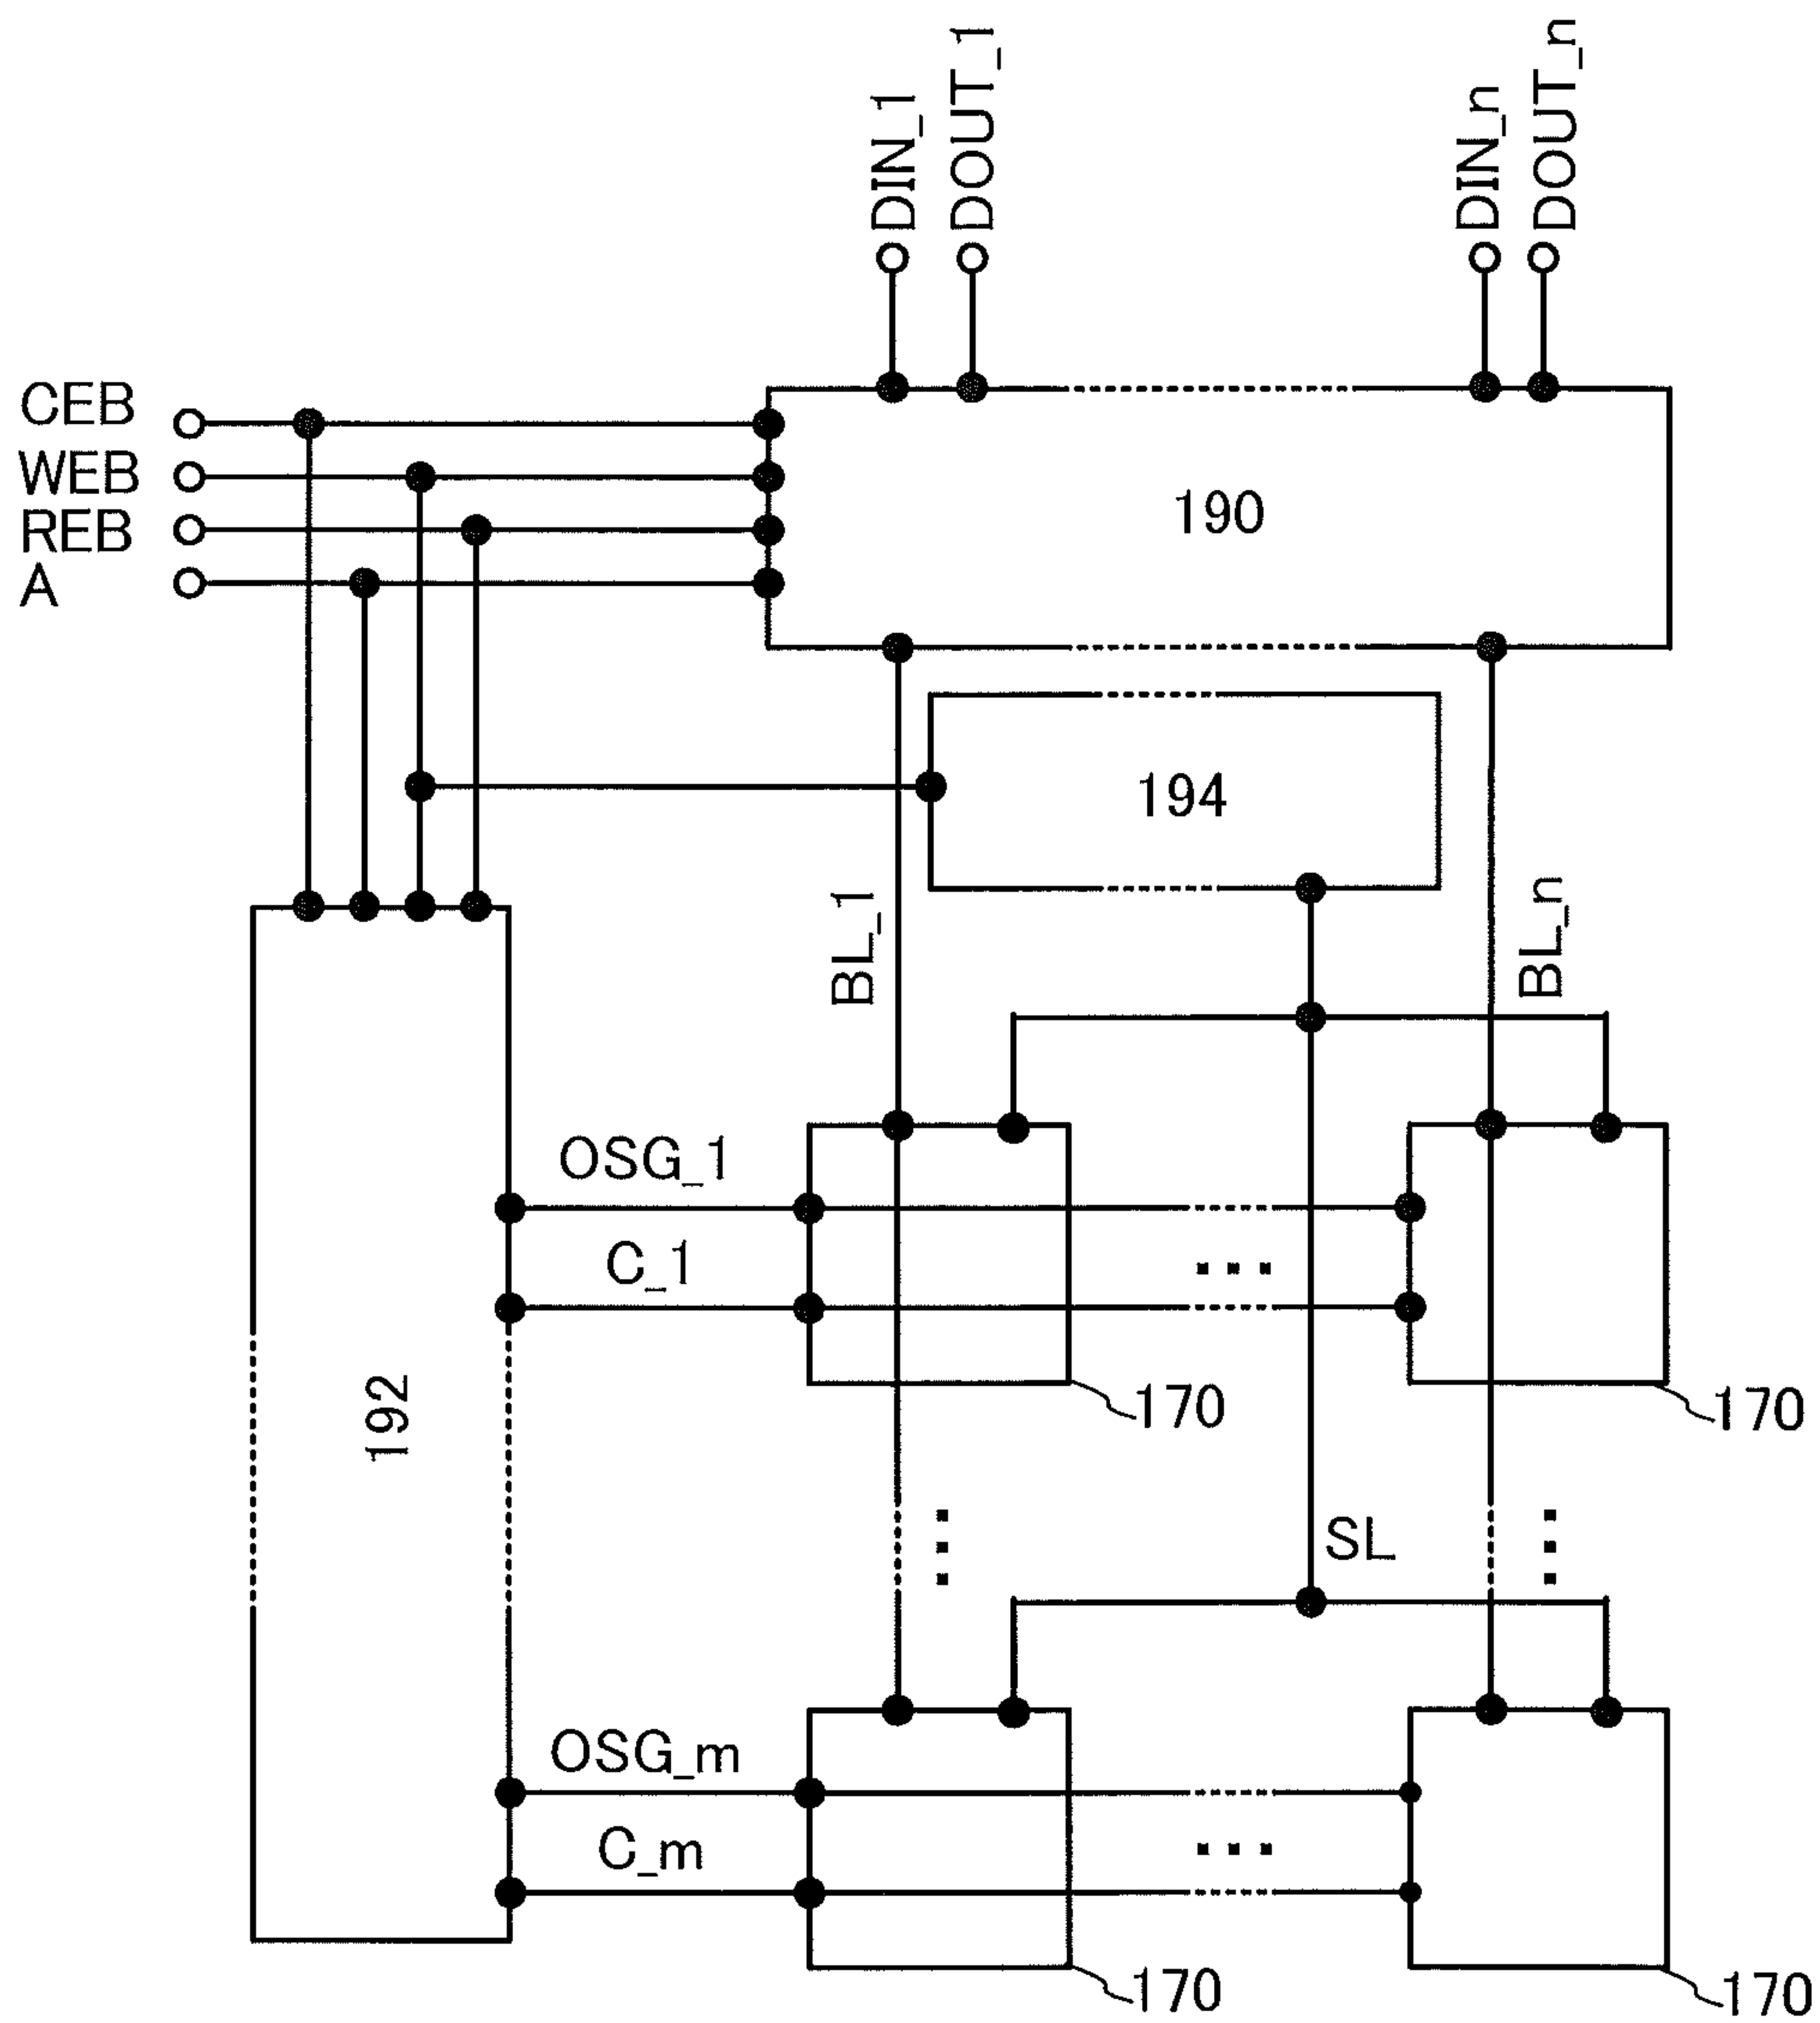 DIN_1
DOUT_1
DIN_n
DOUT_n
CEB
WEB
REB
A
190
194
BL_1
BL_n
OSG_1
C_1
192
170
170
SL
OSG_m
C_m
170
170